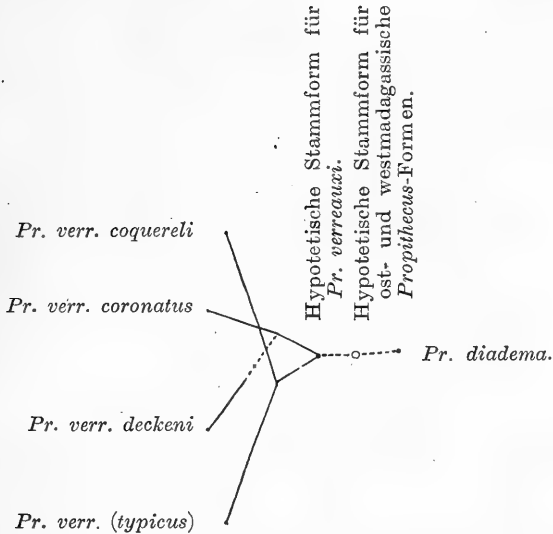 Hypotetische Stammform für
Pr. verreauxi.
Hypotetische Stammform für
ost- und westmadagassische
Propithecus-Formen.
Pr. verr. coquereli
Pr. verr. coronatus
Pr. diadema.
Pr. verr. deckeni
Pr. verr. (typicus)